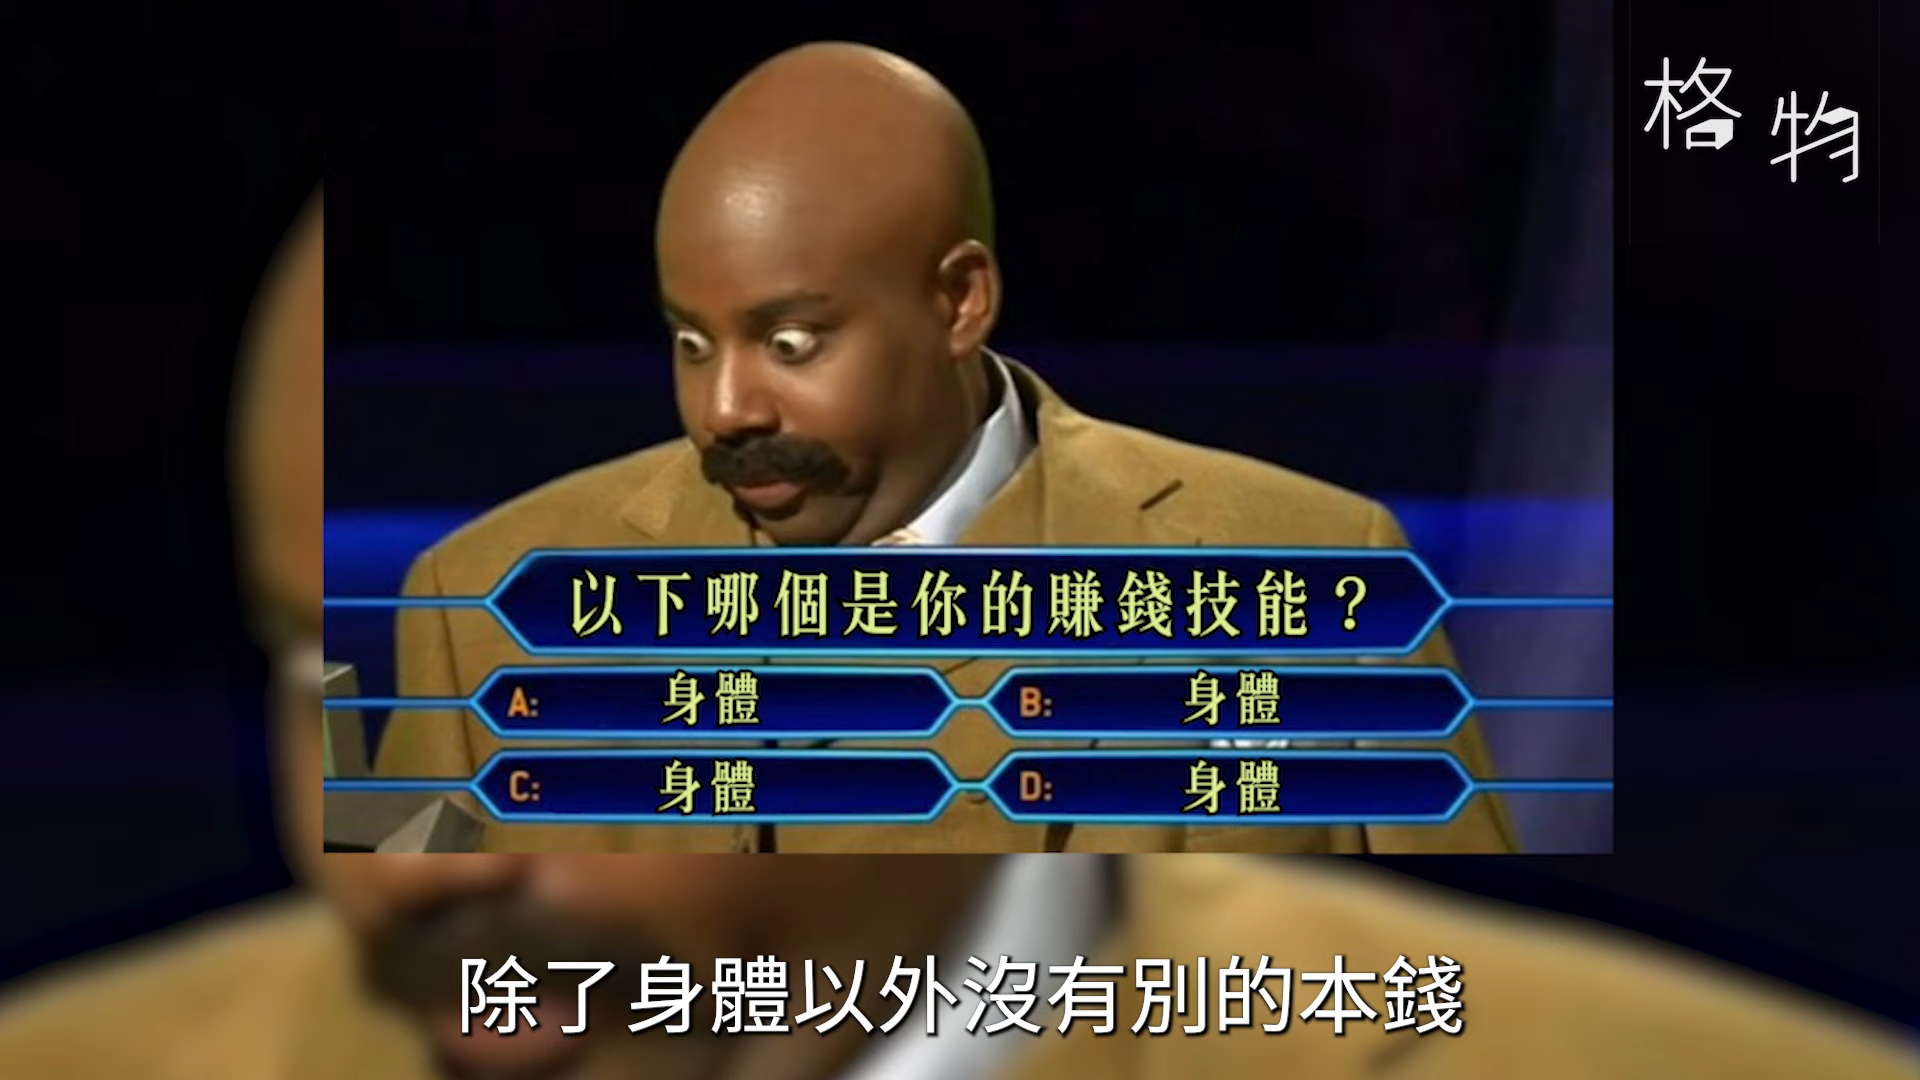 格物
以下哪個是你的賺錢技能？
A: 身體
B: 身體
C: 身體
D: 身體
除了身體以外沒有別的本錢